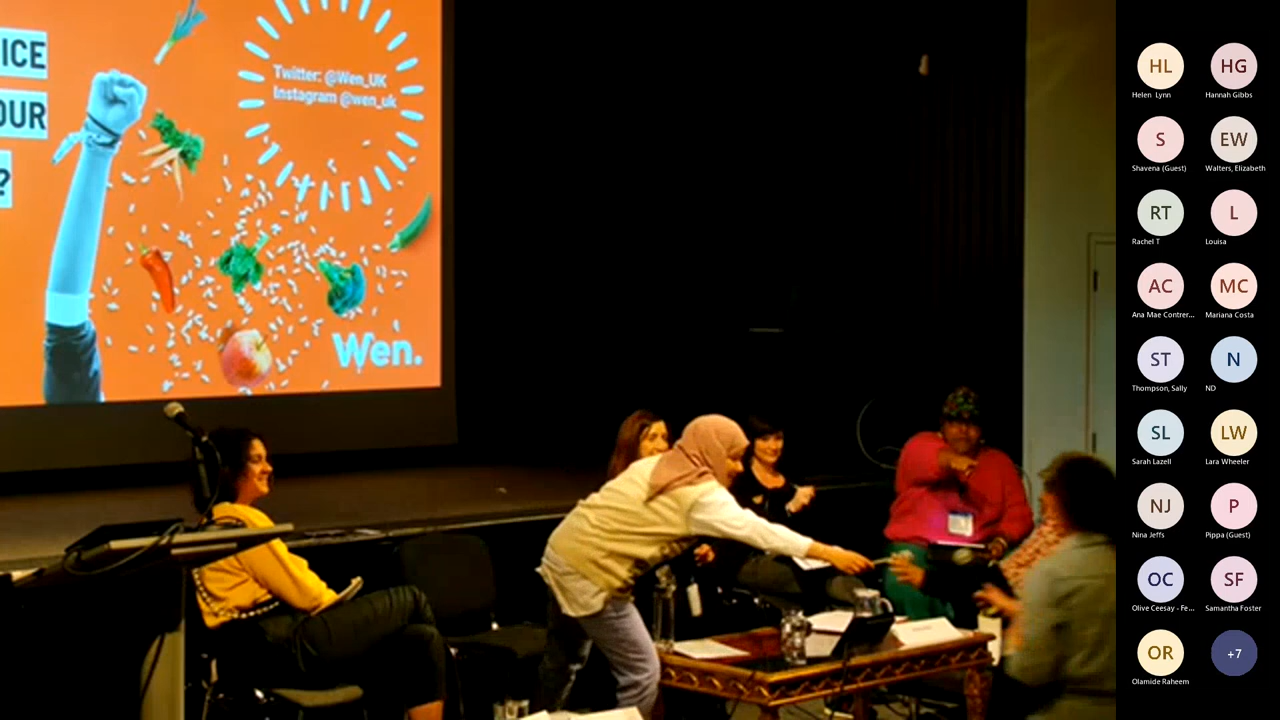 ICE
OUR
?
Twitter: @Wen_UK
Instagram @wen_uk
Wen.
HL
Helen Lynn
HG
Hannah Gibbs
S
Shavena (Guest)
EW
Walters, Elizabeth
RT
Rachel T
L
Louisa
AC
Ana Mae Contrer...
MC
Mariana Costa
ST
Thompson, Sally
N
ND
SL
Sarah Lazell
LW
Lara Wheeler
NJ
Nina Jeffs
P
Pippa (Guest)
OC
Olive Ceesay - Fe...
SF
Samantha Foster
OR
Olamide Raheem
+7